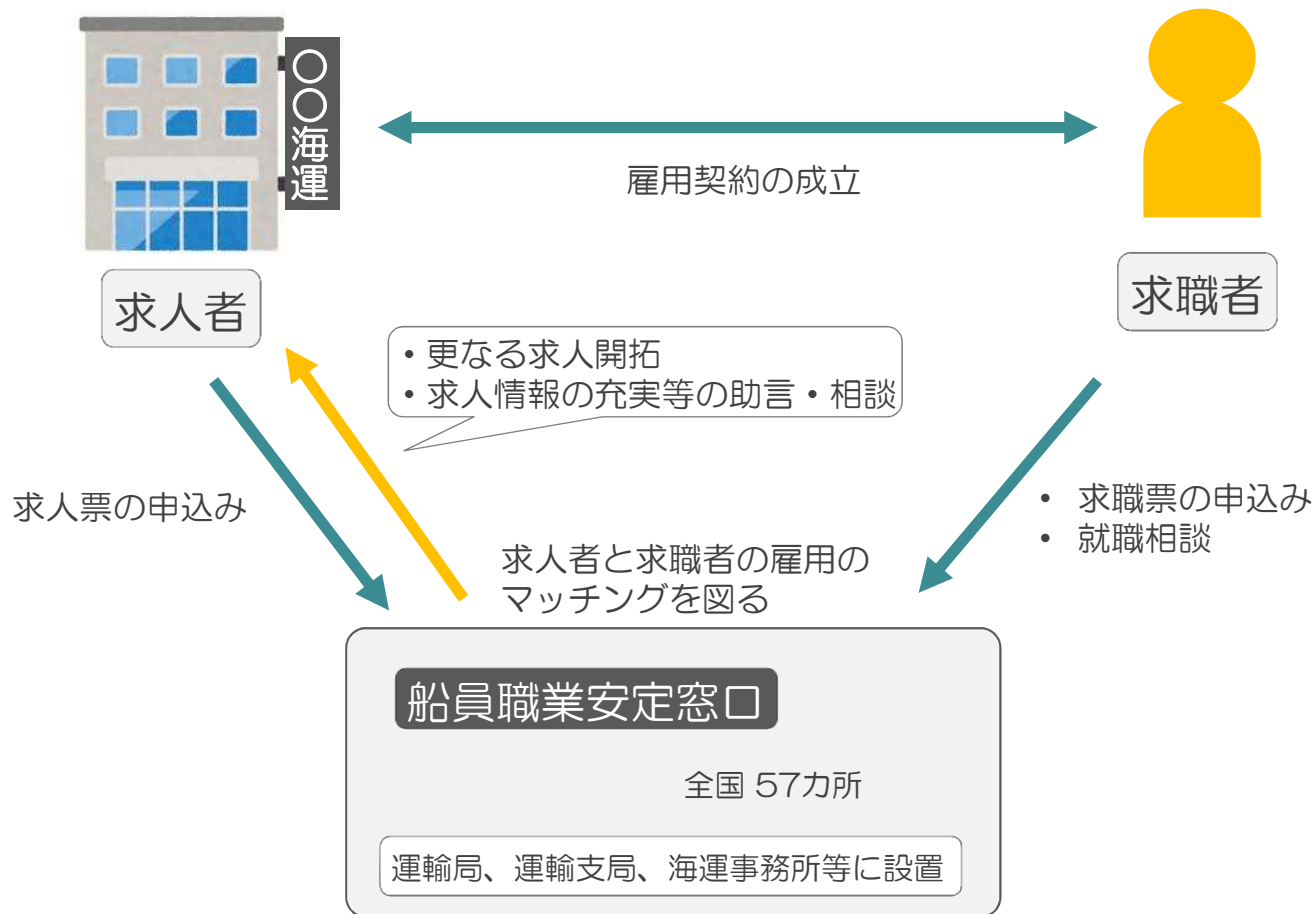 〇〇海運
雇用契約の成立
求人者
求職者
• 更なる求人開拓
• 求人情報の充実等の助言・相談
求人票の申込み
• 求職票の申込み
• 就職相談
求人者と求職者の雇用の
マッチングを図る
船員職業安定窓口
全国 57カ所
運輸局、運輸支局、海運事務所等に設置